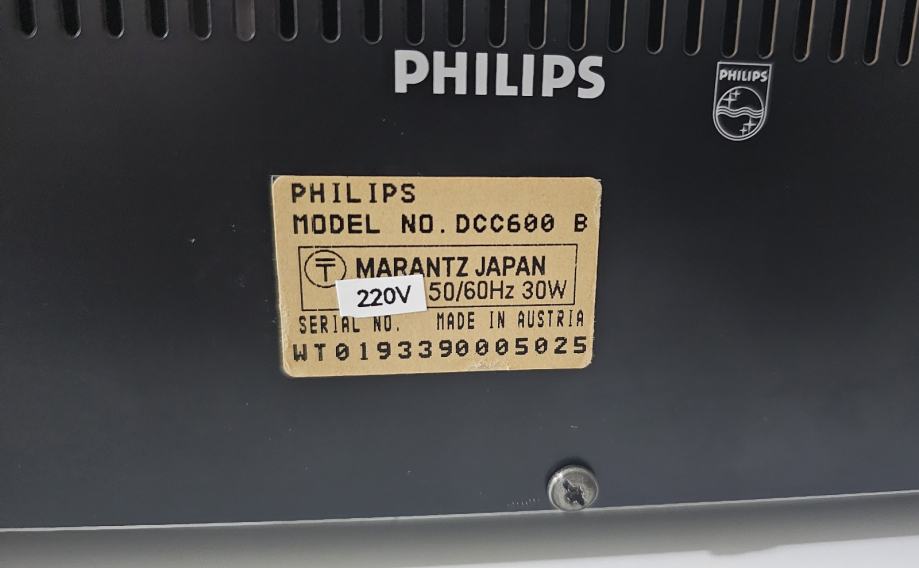 PHILIPS
PHILIPS
PHILIPS
MODEL NO. DCC600 B
MARANTZ JAPAN
220V 50/60Hz 30W
SERIAL NO. MADE IN AUSTRIA
WT0193390005025